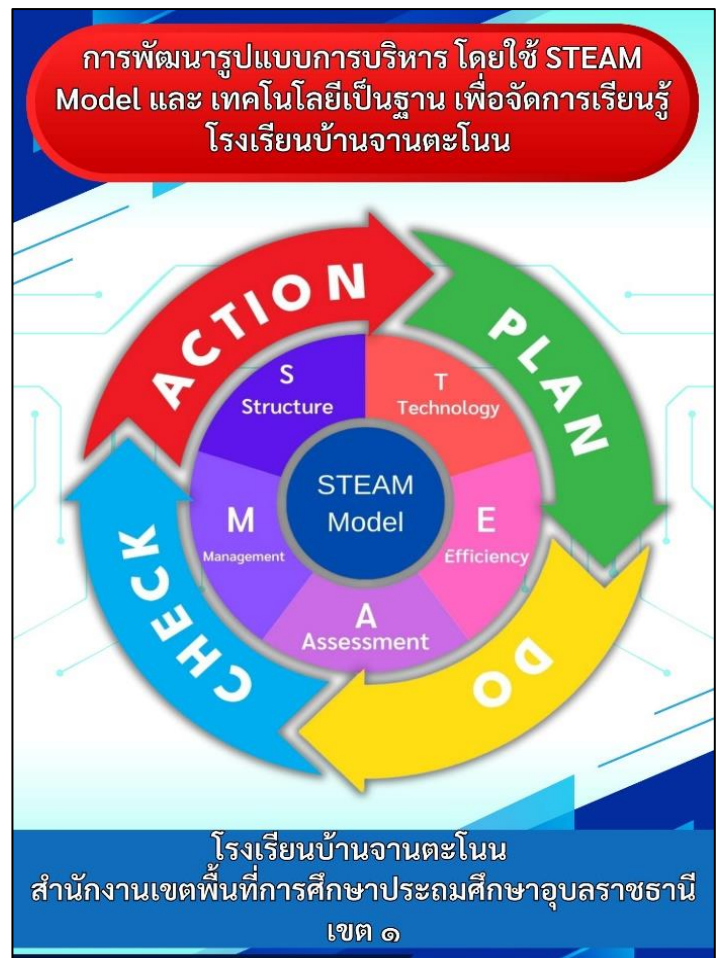 การพัฒนารูปแบบการบริหาร โดยใช้ STEAM
Model และ เทคโนโลยีเป็นฐาน เพื่อจัดการเรียนรู้
โรงเรียนบ้านจานตะโนน
ACTION
PLAN
DO
CHECK
S
Structure
T
Technology
E
Efficiency
A
Assessment
M
Management
STEAM
Model
โรงเรียนบ้านจานตะโนน
สำนักงานเขตพื้นที่การศึกษาประถมศึกษาอุบลราชธานี
เขต ๑